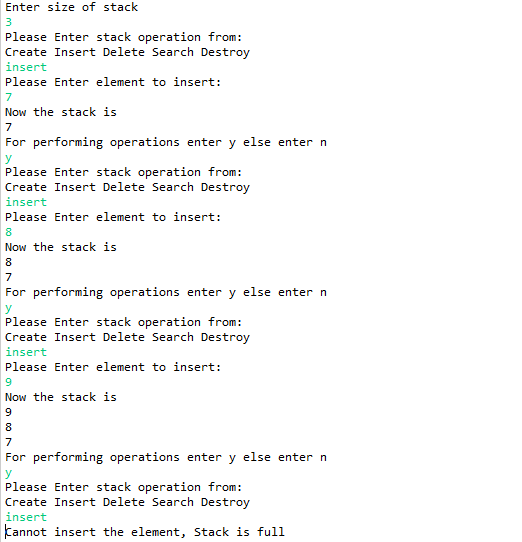 Enter size of stack
3
Please Enter stack operation from:
Create Insert Delete Search Destroy
insert
Please Enter element to insert:
7
Now the stack is
7
For performing operations enter y else enter n
y
Please Enter stack operation from:
Create Insert Delete Search Destroy
insert
Please Enter element to insert:
8
Now the stack is
8
7
For performing operations enter y else enter n
y
Please Enter stack operation from:
Create Insert Delete Search Destroy
insert
Please Enter element to insert:
9
Now the stack is
9
8
7
For performing operations enter y else enter n
y
Please Enter stack operation from:
Create Insert Delete Search Destroy
insert
Cannot insert the element, Stack is full